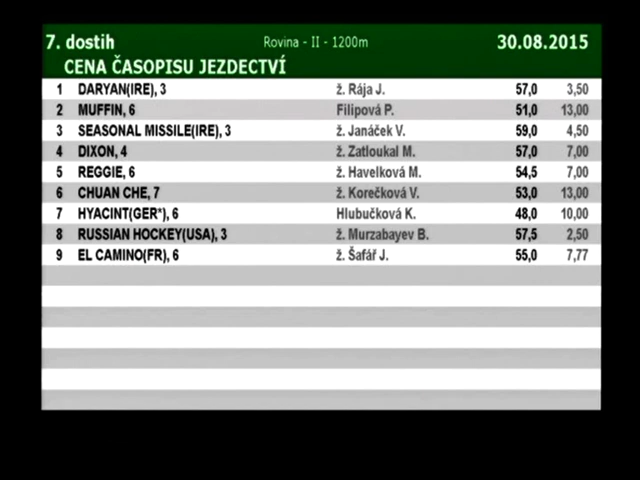 7. dostih Rovina - II - 1200m 30.08.2015
CENA ČASOPISU JEZDECTVÍ
1 DARYAN(IRE), 3 ž. Rája J. 57,0 3,50
2 MUFFIN, 6 Filipová P. 51,0 13,00
3 SEASONAL MISSILE(IRE), 3 ž. Janáček V. 59,0 4,50
4 DIXON, 4 ž. Zatloukal M. 57,0 7,00
5 REGGIE, 6 ž. Havelková M. 54,5 7,00
6 CHUAN CHE, 7 ž. Korečková V. 53,0 13,00
7 HYACINT(GER*), 6 Hlubučková K. 48,0 10,00
8 RUSSIAN HOCKEY(USA), 3 ž. Murzabayev B. 57,5 2,50
9 EL CAMINO(FR), 6 ž. Šafář J. 55,0 7,77